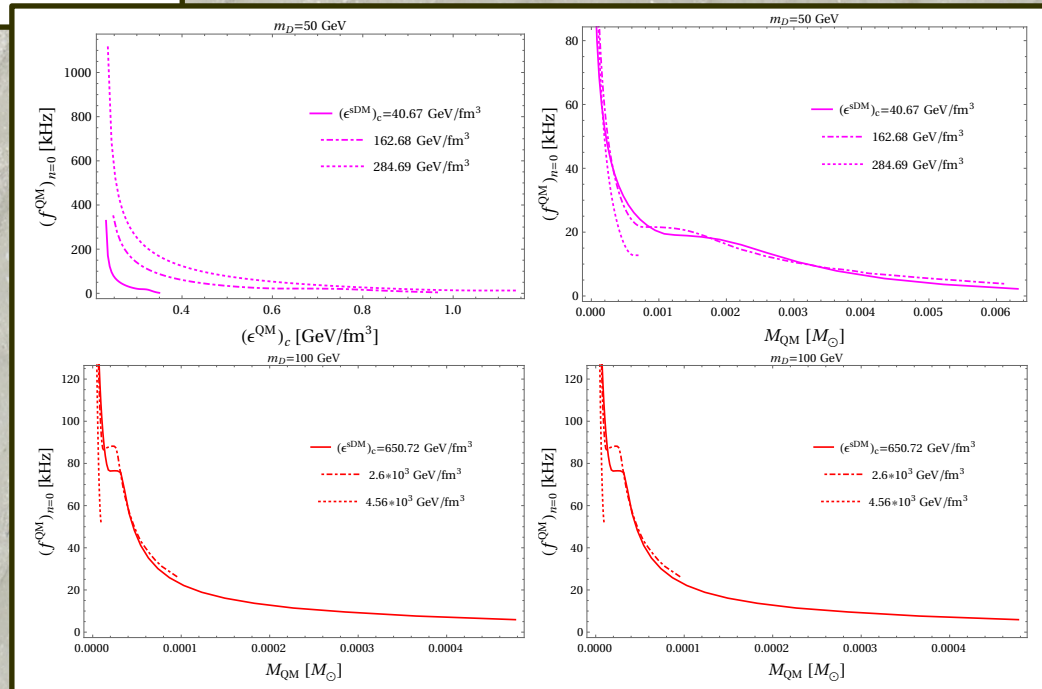 m_D=50 GeV
(f^QM)_n=0 [kHz]
1000
800
600
400
200
0
(ϵ^sDM)_c=40.67 GeV/fm^3
162.68 GeV/fm^3
284.69 GeV/fm^3
0.4 0.6 0.8 1.0
(ϵ^QM)_c [GeV/fm^3]
m_D=50 GeV
(f^QM)_n=0 [kHz]
80
60
40
20
0
(ϵ^sDM)_c=40.67 GeV/fm^3
162.68 GeV/fm^3
284.69 GeV/fm^3
0.000 0.001 0.002 0.003 0.004 0.005 0.006
M_QM [M_⊙]
m_D=100 GeV
(f^QM)_n=0 [kHz]
120
100
80
60
40
20
0
(ϵ^sDM)_c=650.72 GeV/fm^3
2.6*10^3 GeV/fm^3
4.56*10^3 GeV/fm^3
0.0000 0.0001 0.0002 0.0003 0.0004
M_QM [M_⊙]
m_D=100 GeV
(f^QM)_n=0 [kHz]
120
100
80
60
40
20
0
(ϵ^sDM)_c=650.72 GeV/fm^3
2.6*10^3 GeV/fm^3
4.56*10^3 GeV/fm^3
0.0000 0.0001 0.0002 0.0003 0.0004
M_QM [M_⊙]